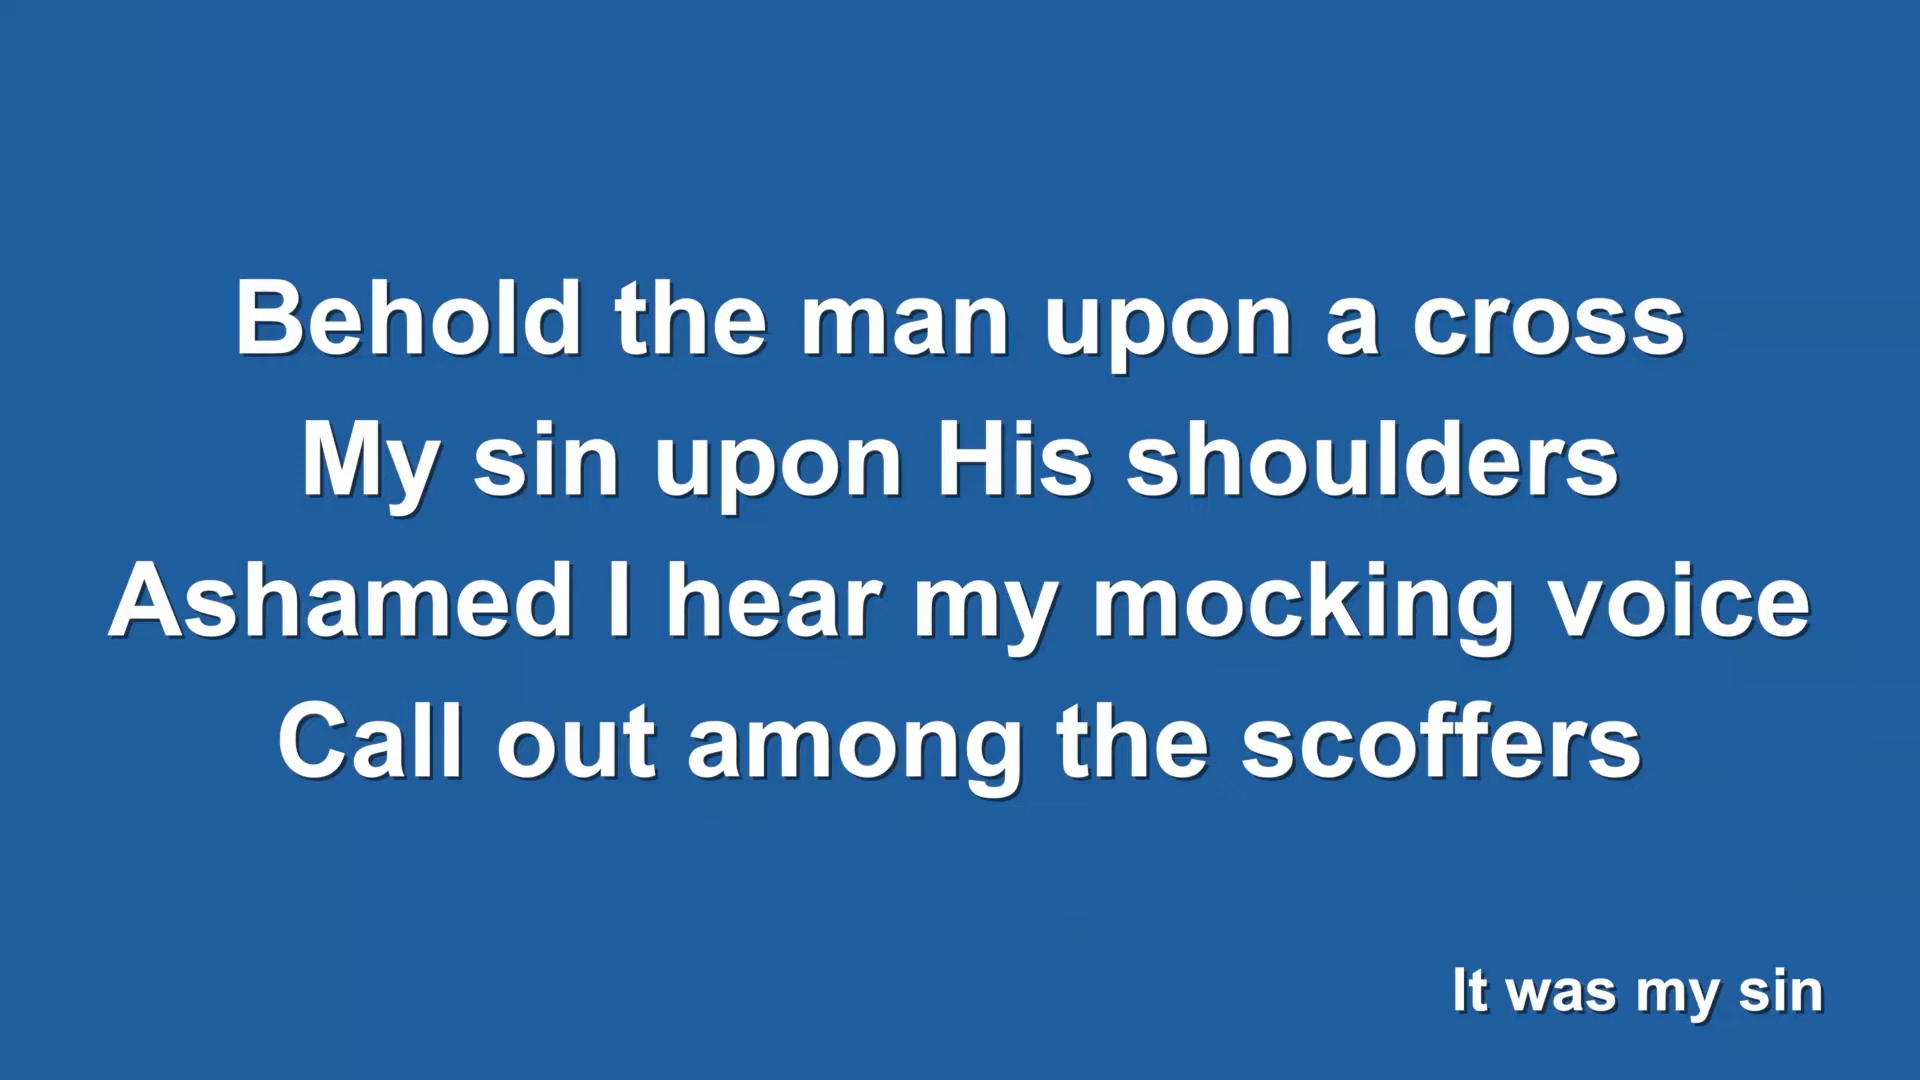 Behold the man upon a cross
My sin upon His shoulders
Ashamed I hear my mocking voice
Call out among the scoffers
It was my sin